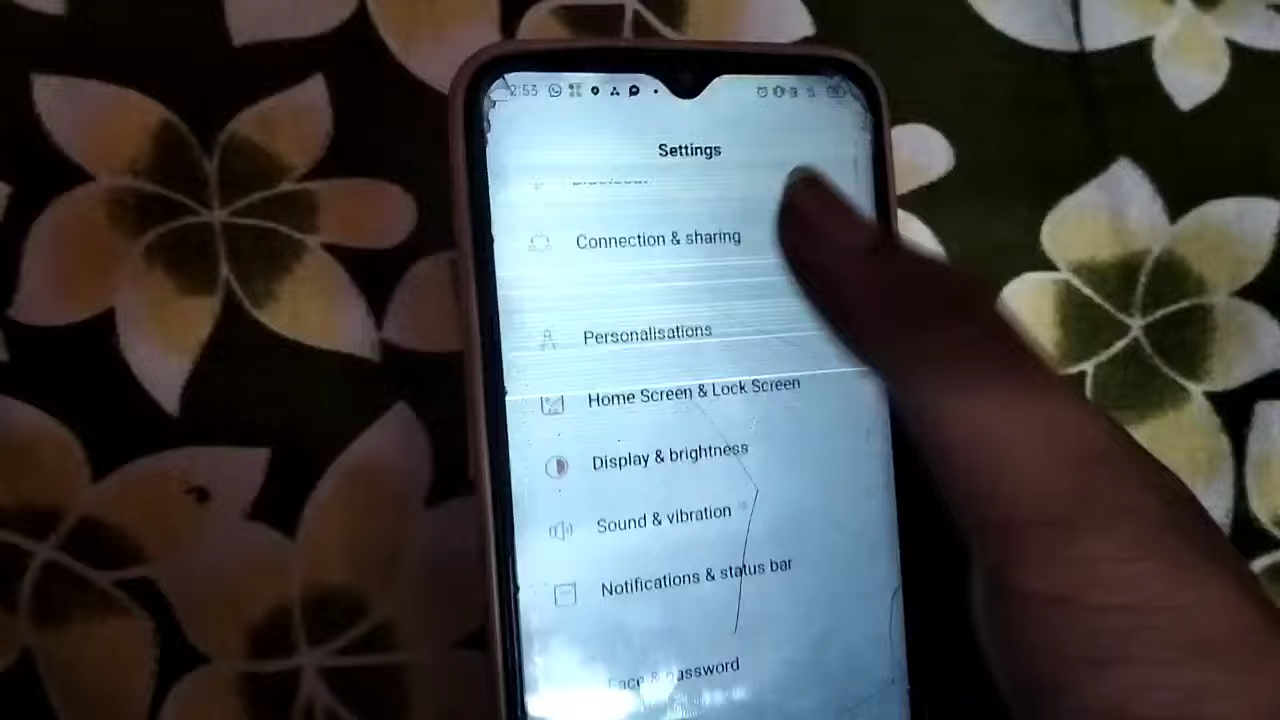 2:53
Settings
Bluetooth
Connection & sharing
Personalisations
Home Screen & Lock Screen
Display & brightness
Sound & vibration
Notifications & status bar
Face & password